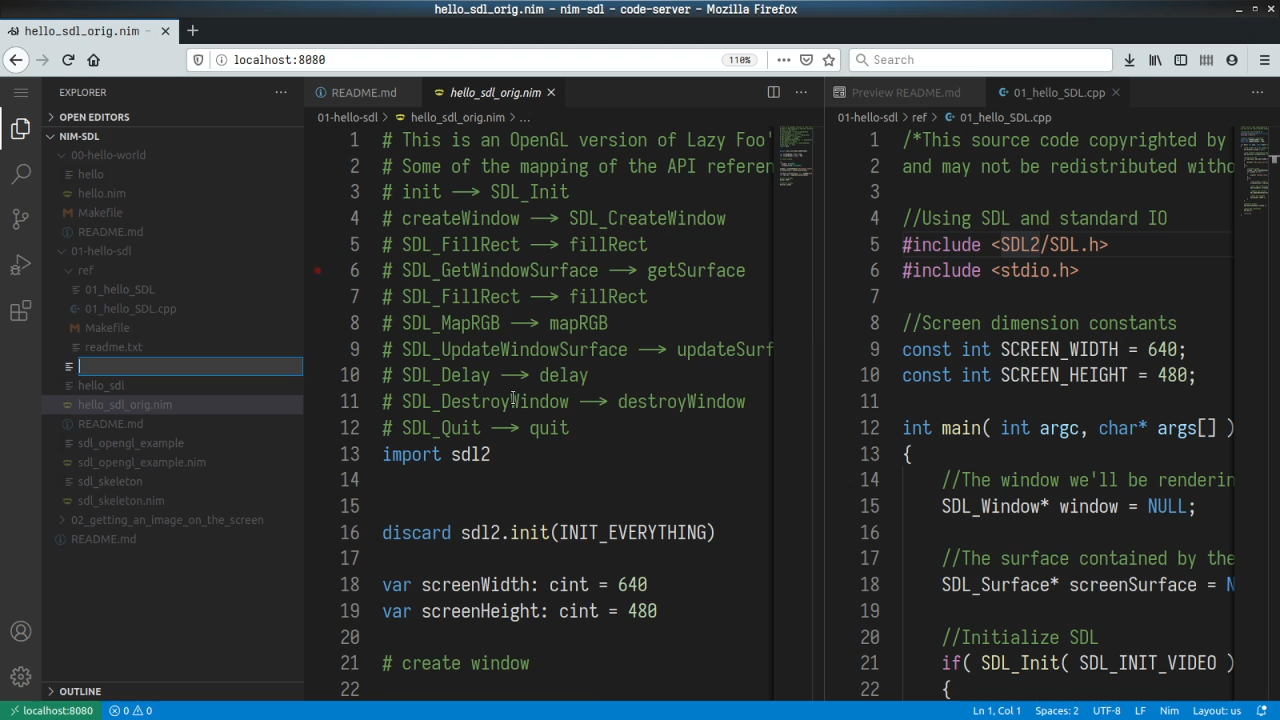 hello_sdl_orig.nim - nim-sdl - code-server - Mozilla Firefox
hello_sdl_orig.nim -
localhost:8080
110%
Search
EXPLORER
README.md
hello_sdl_orig.nim
Preview README.md
01_hello_SDL.cpp
OPEN EDITORS
NIM-SDL
00-hello-world
hello
hello.nim
Makefile
README.md
01-hello-sdl
ref
01_hello_SDL
01_hello_SDL.cpp
Makefile
readme.txt
hello_sdl
hello_sdl_orig.nim
README.md
sdl_opengl_example
sdl_opengl_example.nim
sdl_skeleton
sdl_skeleton.nim
02_getting_an_image_on_the_screen
README.md
OUTLINE
01-hello-sdl > hello_sdl_orig.nim > ...
1 # This is an OpenGL version of Lazy Foo'
2 # Some of the mapping of the API referen
3 # init --> SDL_Init
4 # createWindow --> SDL_CreateWindow
5 # SDL_FillRect --> fillRect
6 # SDL_GetWindowSurface --> getSurface
7 # SDL_FillRect --> fillRect
8 # SDL_MapRGB --> mapRGB
9 # SDL_UpdateWindowSurface --> updateSurf
10 # SDL_Delay --> delay
11 # SDL_DestroyWindow --> destroyWindow
12 # SDL_Quit --> quit
13 import sdl2
14
15
16 discard sdl2.init(INIT_EVERYTHING)
17
18 var screenWidth: cint = 640
19 var screenHeight: cint = 480
20
21 # create window
22
01-hello-sdl > ref > 01_hello_SDL.cpp
1 /*This source code copyrighted by
2 and may not be redistributed witho
3
4 //Using SDL and standard IO
5 #include <SDL2/SDL.h>
6 #include <stdio.h>
7
8 //Screen dimension constants
9 const int SCREEN_WIDTH = 640;
10 const int SCREEN_HEIGHT = 480;
11
12 int main( int argc, char* args[] )
13 {
14 //The window we'll be renderin
15 SDL_Window* window = NULL;
16
17 //The surface contained by the
18 SDL_Surface* screenSurface = N
19
20 //Initialize SDL
21 if( SDL_Init( SDL_INIT_VIDEO )
22 {
localhost:8080
0 0
Ln 1, Col 1
Spaces: 2
UTF-8
LF
Nim
Layout: us